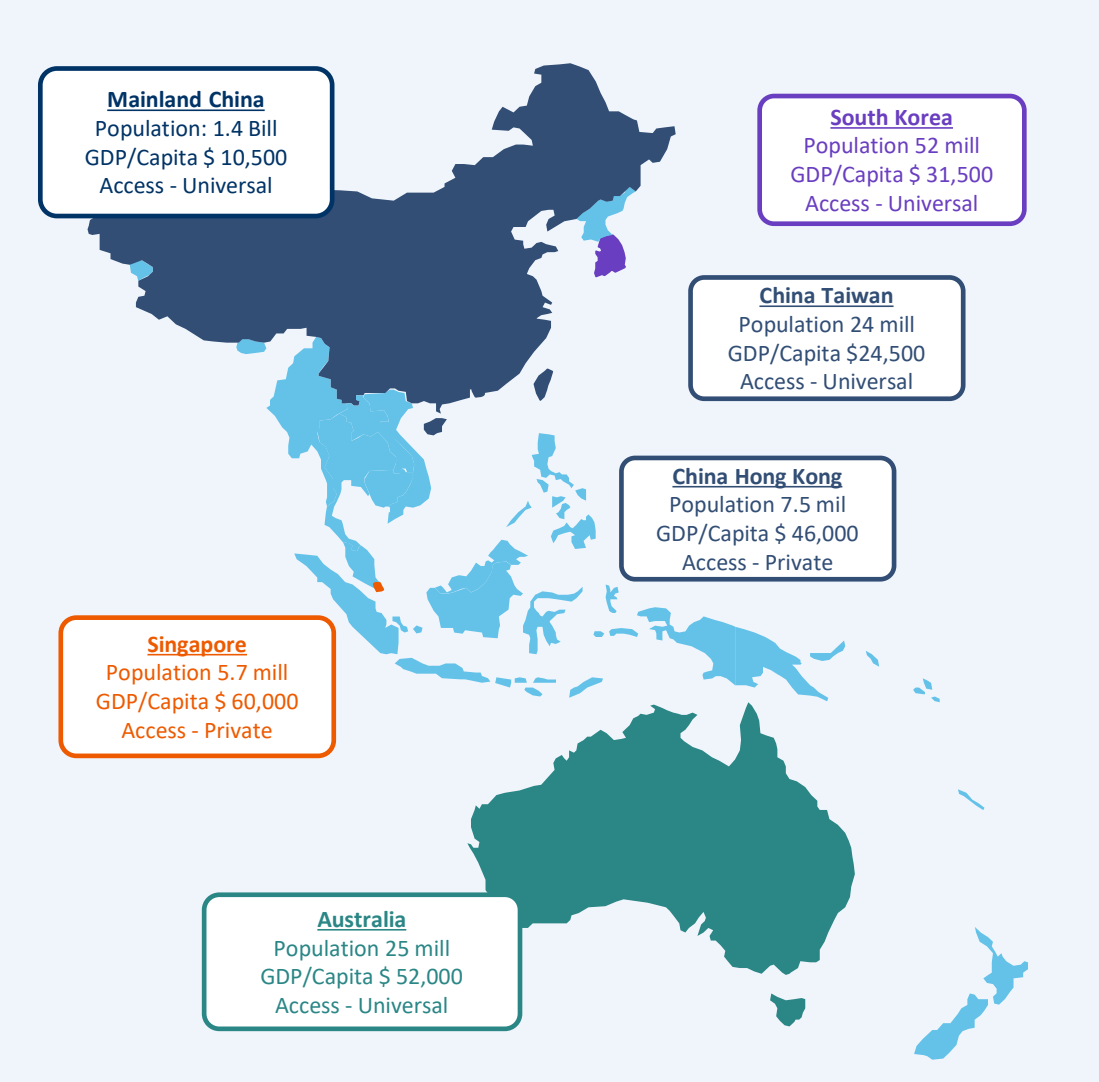 Mainland China
Population: 1.4 Bill
GDP/Capita $ 10,500
Access - Universal
South Korea
Population 52 mill
GDP/Capita $ 31,500
Access - Universal
China Taiwan
Population 24 mill
GDP/Capita $24,500
Access - Universal
China Hong Kong
Population 7.5 mil
GDP/Capita $ 46,000
Access - Private
Singapore
Population 5.7 mill
GDP/Capita $ 60,000
Access - Private
Australia
Population 25 mill
GDP/Capita $ 52,000
Access - Universal